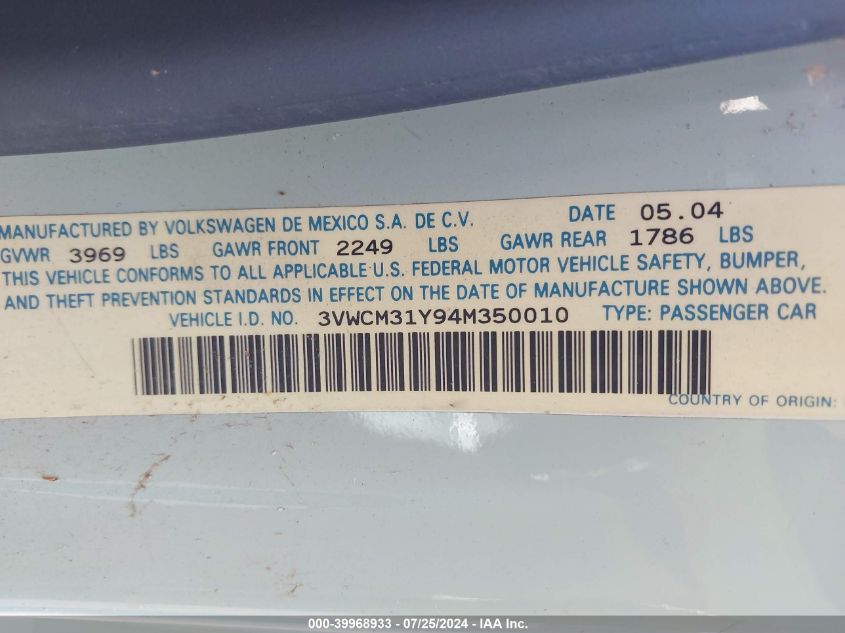 MANUFACTURED BY VOLKSWAGEN DE MEXICO S.A. DE C.V. DATE 05.04
GVWR 3969 LBS GAWR FRONT 2249 LBS GAWR REAR 1786 LBS
THIS VEHICLE CONFORMS TO ALL APPLICABLE U.S. FEDERAL MOTOR VEHICLE SAFETY, BUMPER,
AND THEFT PREVENTION STANDARDS IN EFFECT ON THE DATE OF MANUFACTURE SHOWN ABOVE.
VEHICLE I.D. NO. 3VWCM31Y94M350010 TYPE: PASSENGER CAR
COUNTRY OF ORIGIN:
000-39968933 - 07/25/2024 - IAA Inc.